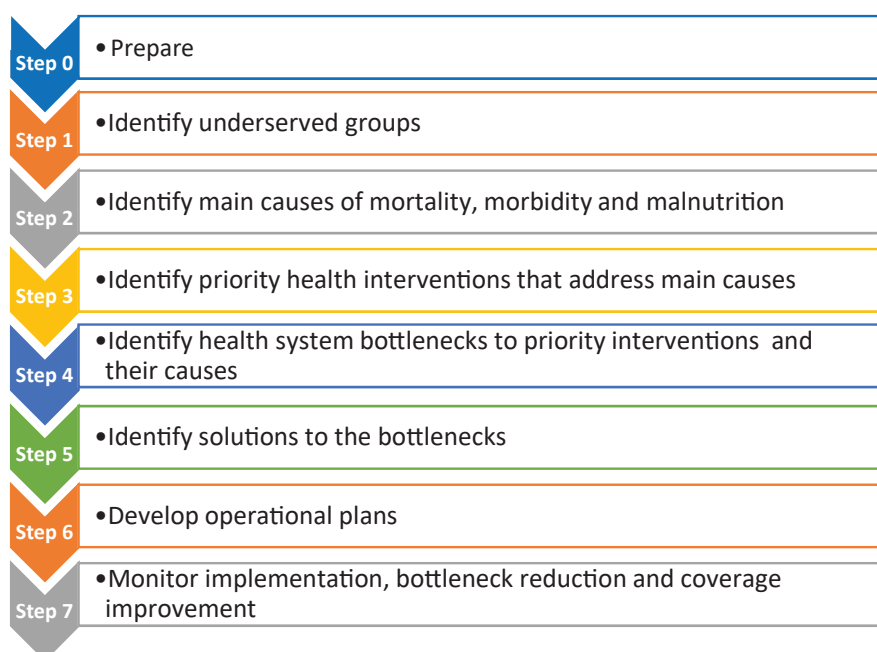 Step 0
•Prepare
Step 1
•Identify underserved groups
Step 2
•Identify main causes of mortality, morbidity and malnutrition
Step 3
•Identify priority health interventions that address main causes
Step 4
•Identify health system bottlenecks to priority interventions and
their causes
Step 5
•Identify solutions to the bottlenecks
Step 6
•Develop operational plans
Step 7
•Monitor implementation, bottleneck reduction and coverage
improvement